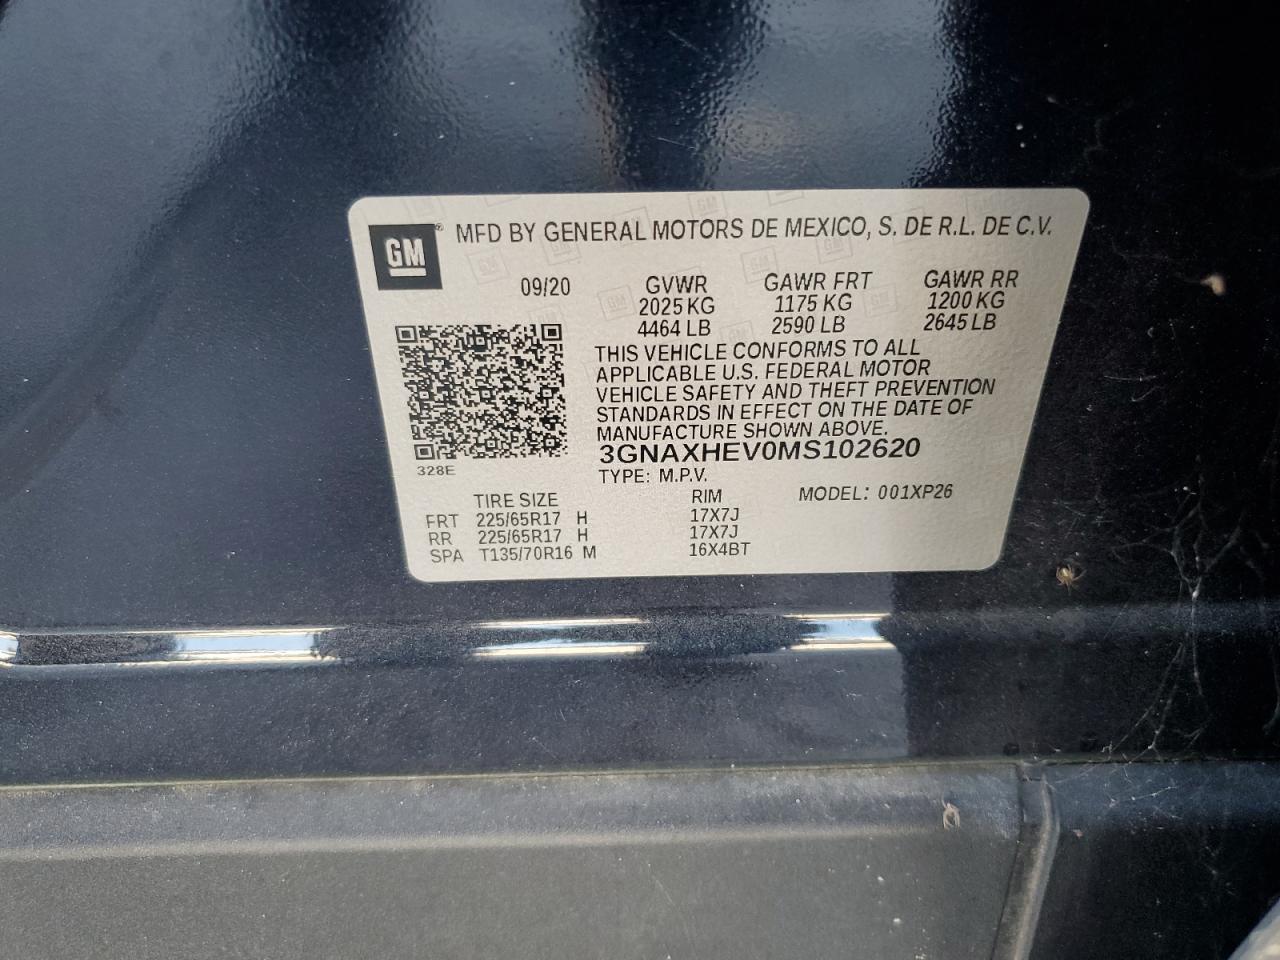 GM
MFD BY GENERAL MOTORS DE MEXICO, S. DE R.L. DE C.V.
09/20 GVWR GAWR FRT GAWR RR
2025 KG 1175 KG 1200 KG
4464 LB 2590 LB 2645 LB
THIS VEHICLE CONFORMS TO ALL
APPLICABLE U.S. FEDERAL MOTOR
VEHICLE SAFETY AND THEFT PREVENTION
STANDARDS IN EFFECT ON THE DATE OF
MANUFACTURE SHOWN ABOVE.
3GNAXHEV0MS102620
328E TYPE: M.P.V.
TIRE SIZE RIM MODEL: 001XP26
FRT 225/65R17 H 17X7J
RR 225/65R17 H 17X7J
SPA T135/70R16 M 16X4BT